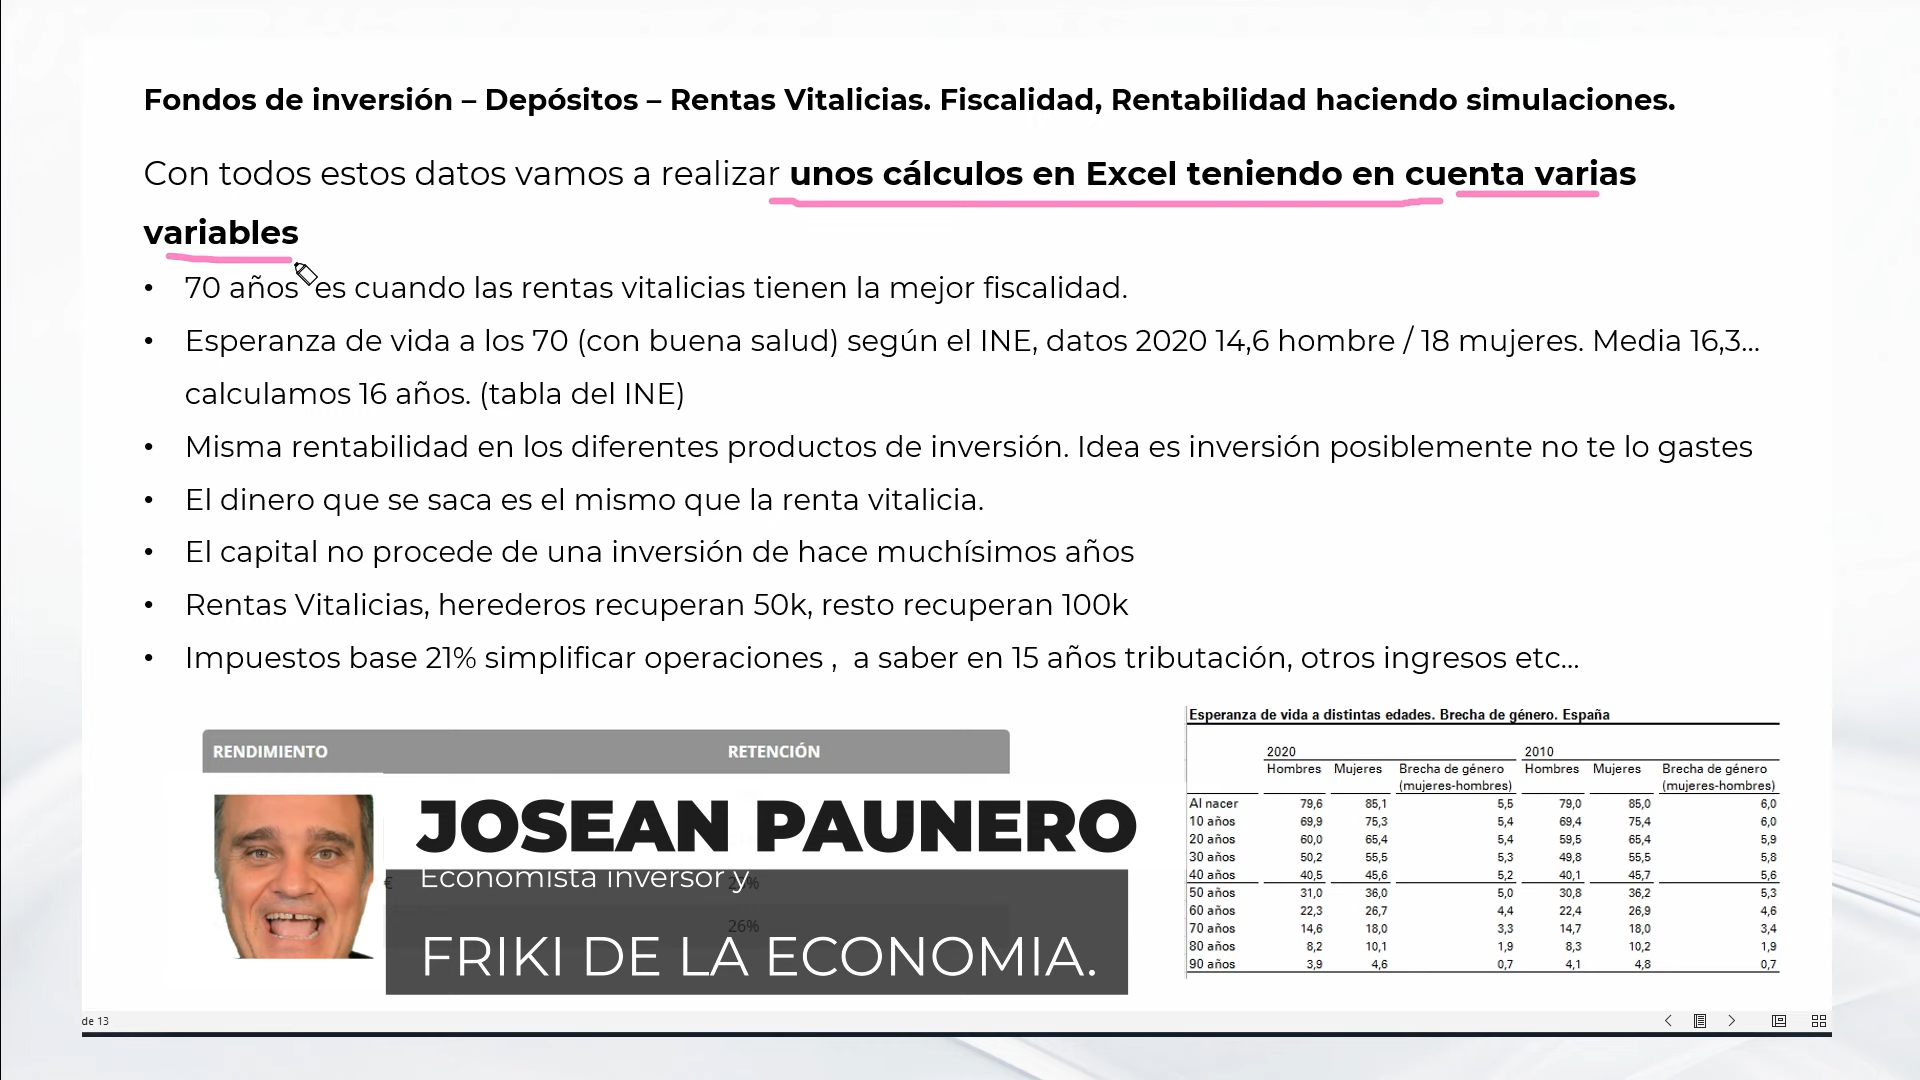 Fondos de inversión – Depósitos – Rentas Vitalicias. Fiscalidad, Rentabilidad haciendo simulaciones.
Con todos estos datos vamos a realizar unos cálculos en Excel teniendo en cuenta varias
variables
• 70 años es cuando las rentas vitalicias tienen la mejor fiscalidad.
• Esperanza de vida a los 70 (con buena salud) según el INE, datos 2020 14,6 hombre / 18 mujeres. Media 16,3...
calculamos 16 años. (tabla del INE)
• Misma rentabilidad en los diferentes productos de inversión. Idea es inversión posiblemente no te lo gastes
• El dinero que se saca es el mismo que la renta vitalicia.
• El capital no procede de una inversión de hace muchísimos años
• Rentas Vitalicias, herederos recuperan 50k, resto recuperan 100k
• Impuestos base 21% simplificar operaciones , a saber en 15 años tributación, otros ingresos etc...
RENDIMIENTO RETENCIÓN
JOSEAN PAUNERO
Economista inversor y
€
26%
FRIKI DE LA ECONOMIA.
Esperanza de vida a distintas edades. Brecha de género. España
2020 2010
Hombres Mujeres Brecha de género Hombres Mujeres Brecha de género
(mujeres-hombres) (mujeres-hombres)
Al nacer 79,6 85,1 5,5 79,0 85,0 6,0
10 años 69,9 75,3 5,4 69,4 75,4 6,0
20 años 60,0 65,4 5,4 59,5 65,4 5,9
30 años 50,2 55,5 5,3 49,8 55,5 5,8
40 años 40,5 45,6 5,2 40,1 45,7 5,6
50 años 31,0 36,0 5,0 30,8 36,2 5,3
60 años 22,3 26,7 4,4 22,4 26,9 4,6
70 años 14,6 18,0 3,3 14,7 18,0 3,4
80 años 8,2 10,1 1,9 8,3 10,2 1,9
90 años 3,9 4,6 0,7 4,1 4,8 0,7
de 13